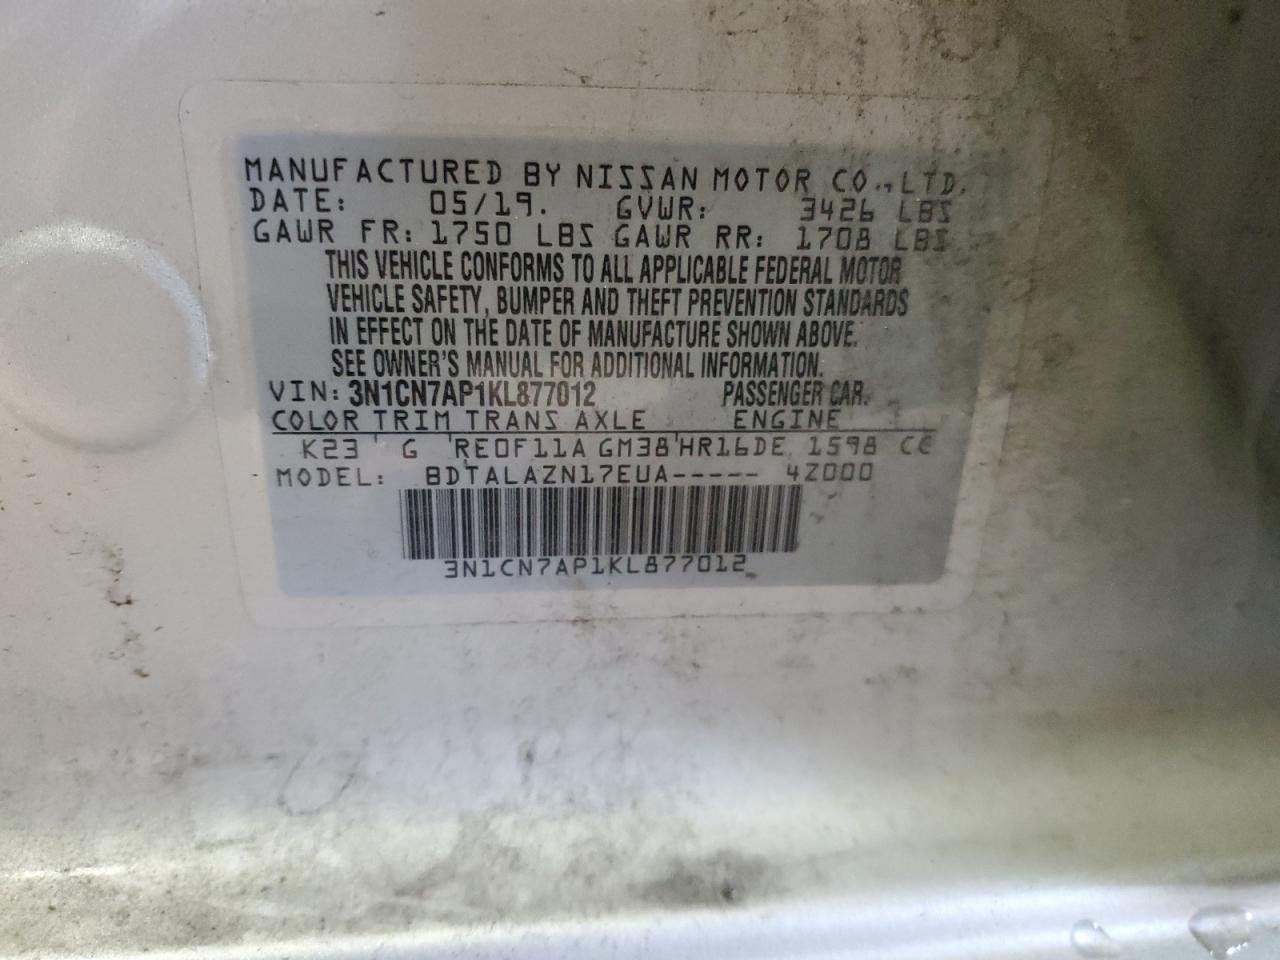 MANUFACTURED BY NISSAN MOTOR CO., LTD.
DATE: 05/19. GVWR: 3426 LBS
GAWR FR: 1750 LBS GAWR RR: 1708 LBS
THIS VEHICLE CONFORMS TO ALL APPLICABLE FEDERAL MOTOR
VEHICLE SAFETY, BUMPER AND THEFT PREVENTION STANDARDS
IN EFFECT ON THE DATE OF MANUFACTURE SHOWN ABOVE.
SEE OWNER'S MANUAL FOR ADDITIONAL INFORMATION.
VIN: 3N1CN7AP1KL877012 PASSENGER CAR.
COLOR TRIM TRANS AXLE ENGINE
K23 G RE0F11A GM38 HR16DE 1598 CC
MODEL: BDTALAZN17EUA----- 4Z000
3N1CN7AP1KL877012